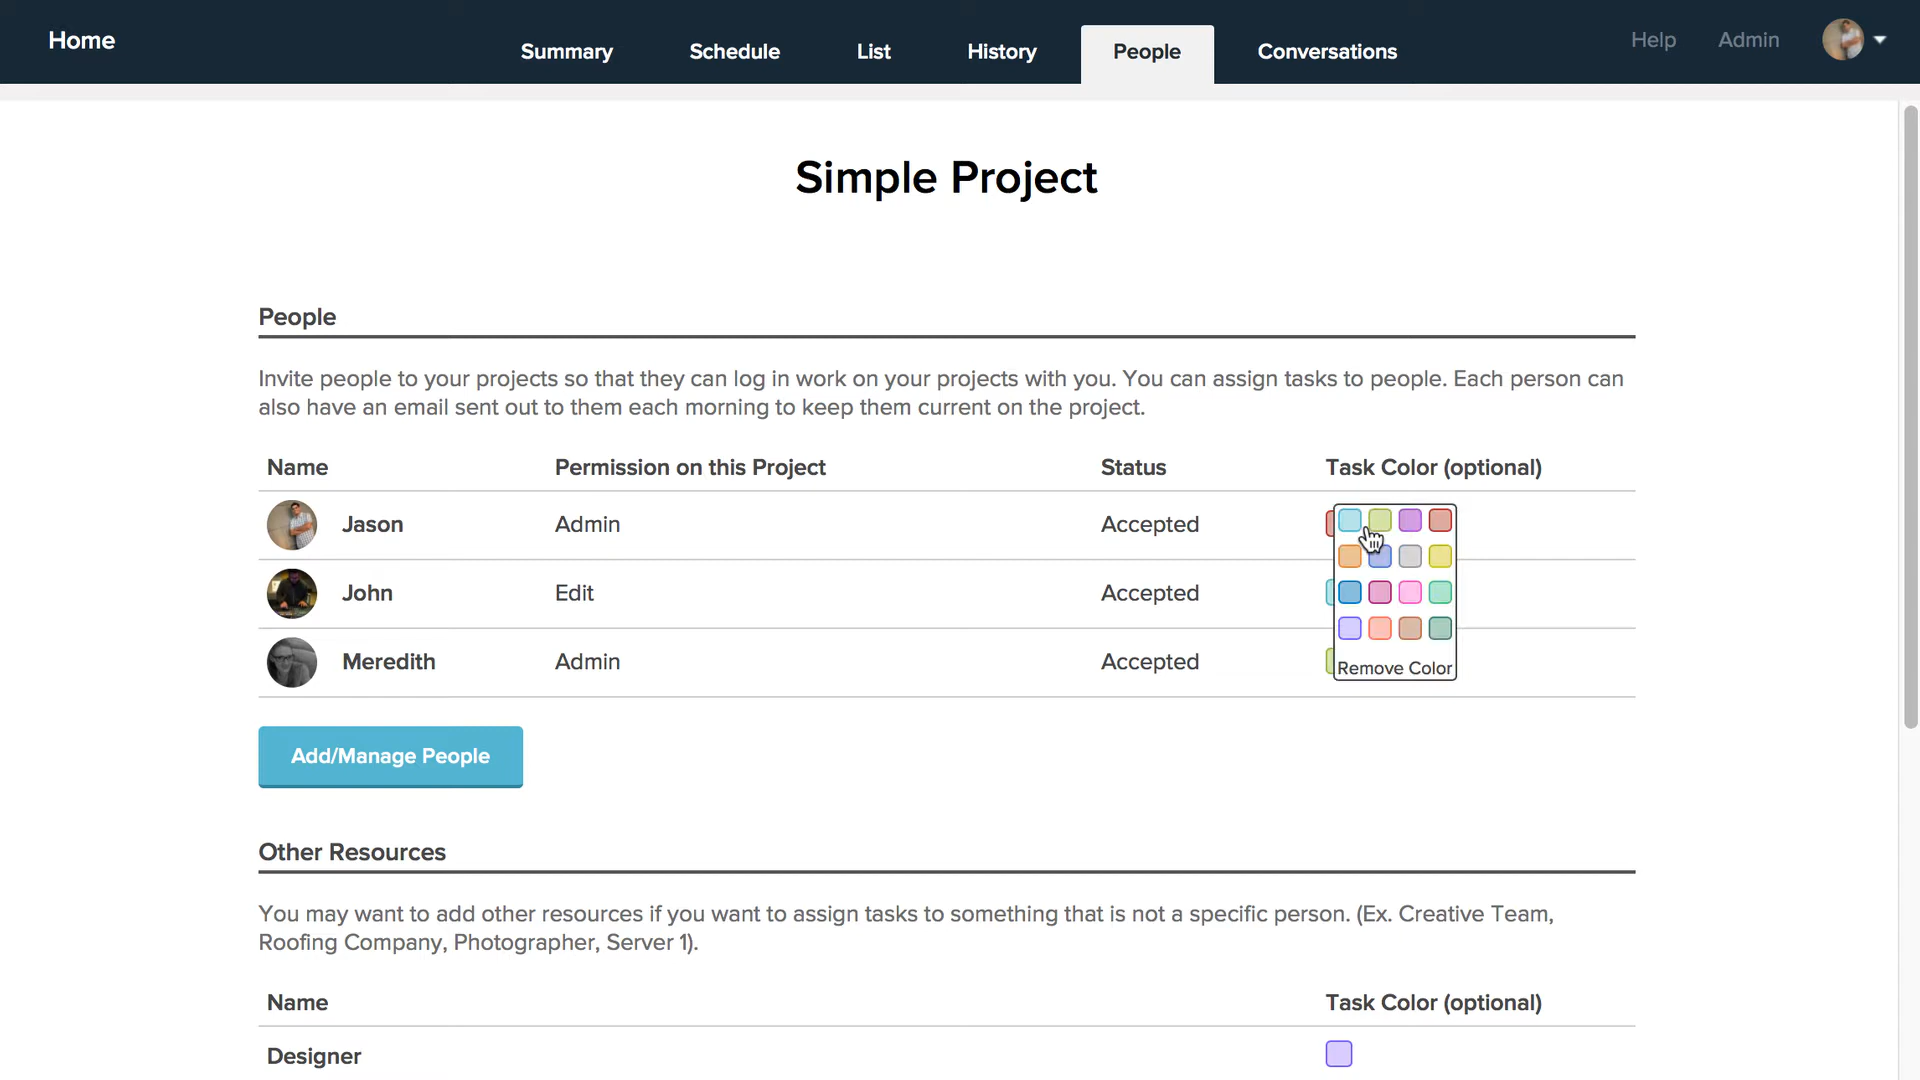 Home
Summary
Schedule
List
History
People
Conversations
Help
Admin
Simple Project
People
Invite people to your projects so that they can log in work on your projects with you. You can assign tasks to people. Each person can
also have an email sent out to them each morning to keep them current on the project.
Name
Permission on this Project
Status
Task Color (optional)
Jason
Admin
Accepted
John
Edit
Accepted
Meredith
Admin
Accepted
Remove Color
Add/Manage People
Other Resources
You may want to add other resources if you want to assign tasks to something that is not a specific person. (Ex. Creative Team,
Roofing Company, Photographer, Server 1).
Name
Task Color (optional)
Designer